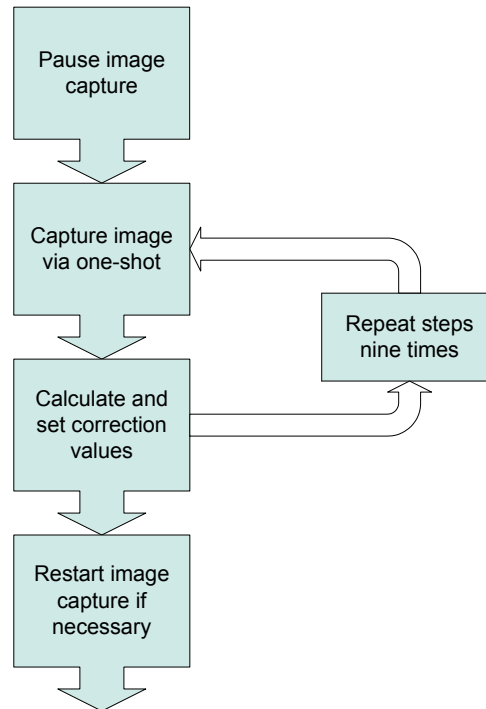 Pause image
capture
Capture image
via one-shot
Repeat steps
nine times
Calculate and
set correction
values
Restart image
capture if
necessary